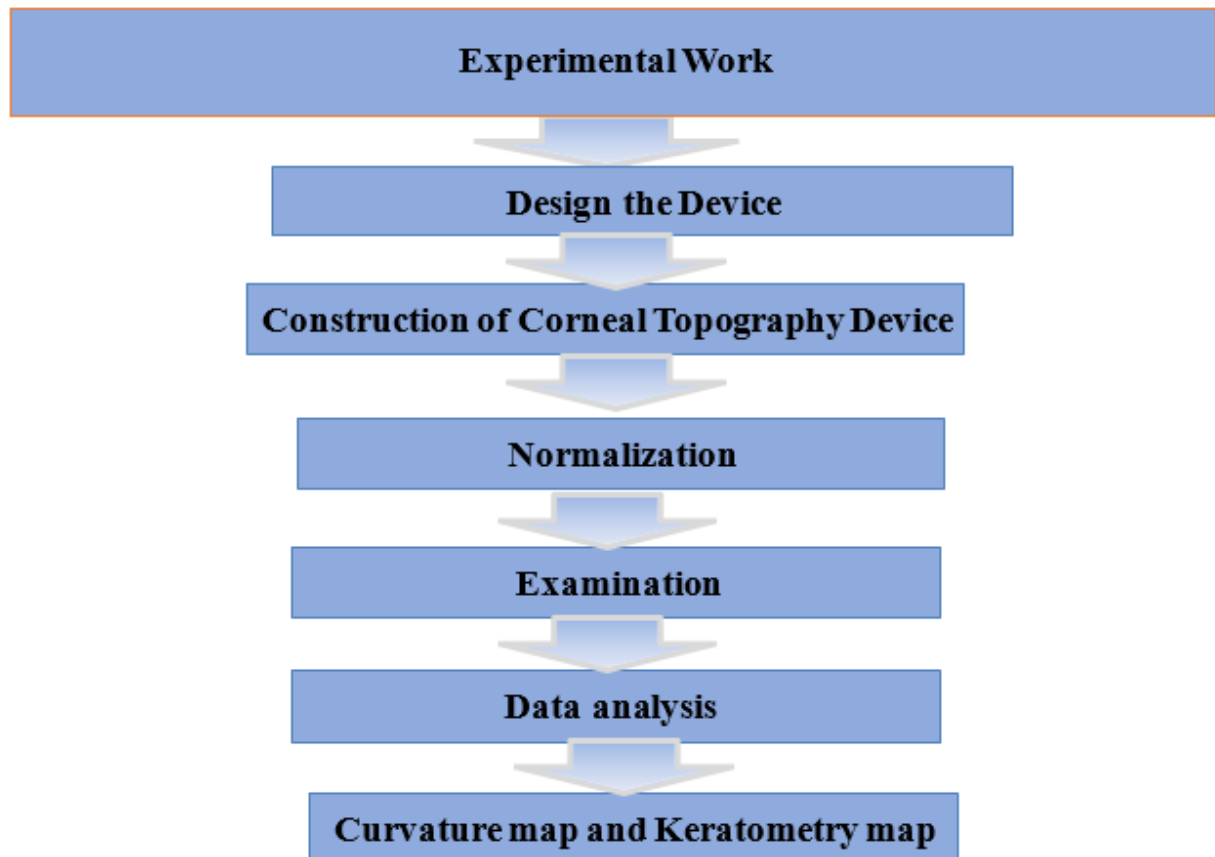 Experimental Work
Design the Device
Construction of Corneal Topography Device
Normalization
Examination
Data analysis
Curvature map and Keratometry map